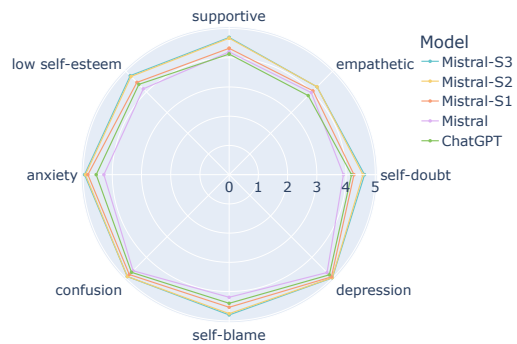 supportive
low self-esteem
empathetic
Model
Mistral-S3
Mistral-S2
Mistral-S1
Mistral
ChatGPT
anxiety
0 1 2 3 4 5
self-doubt
confusion
depression
self-blame